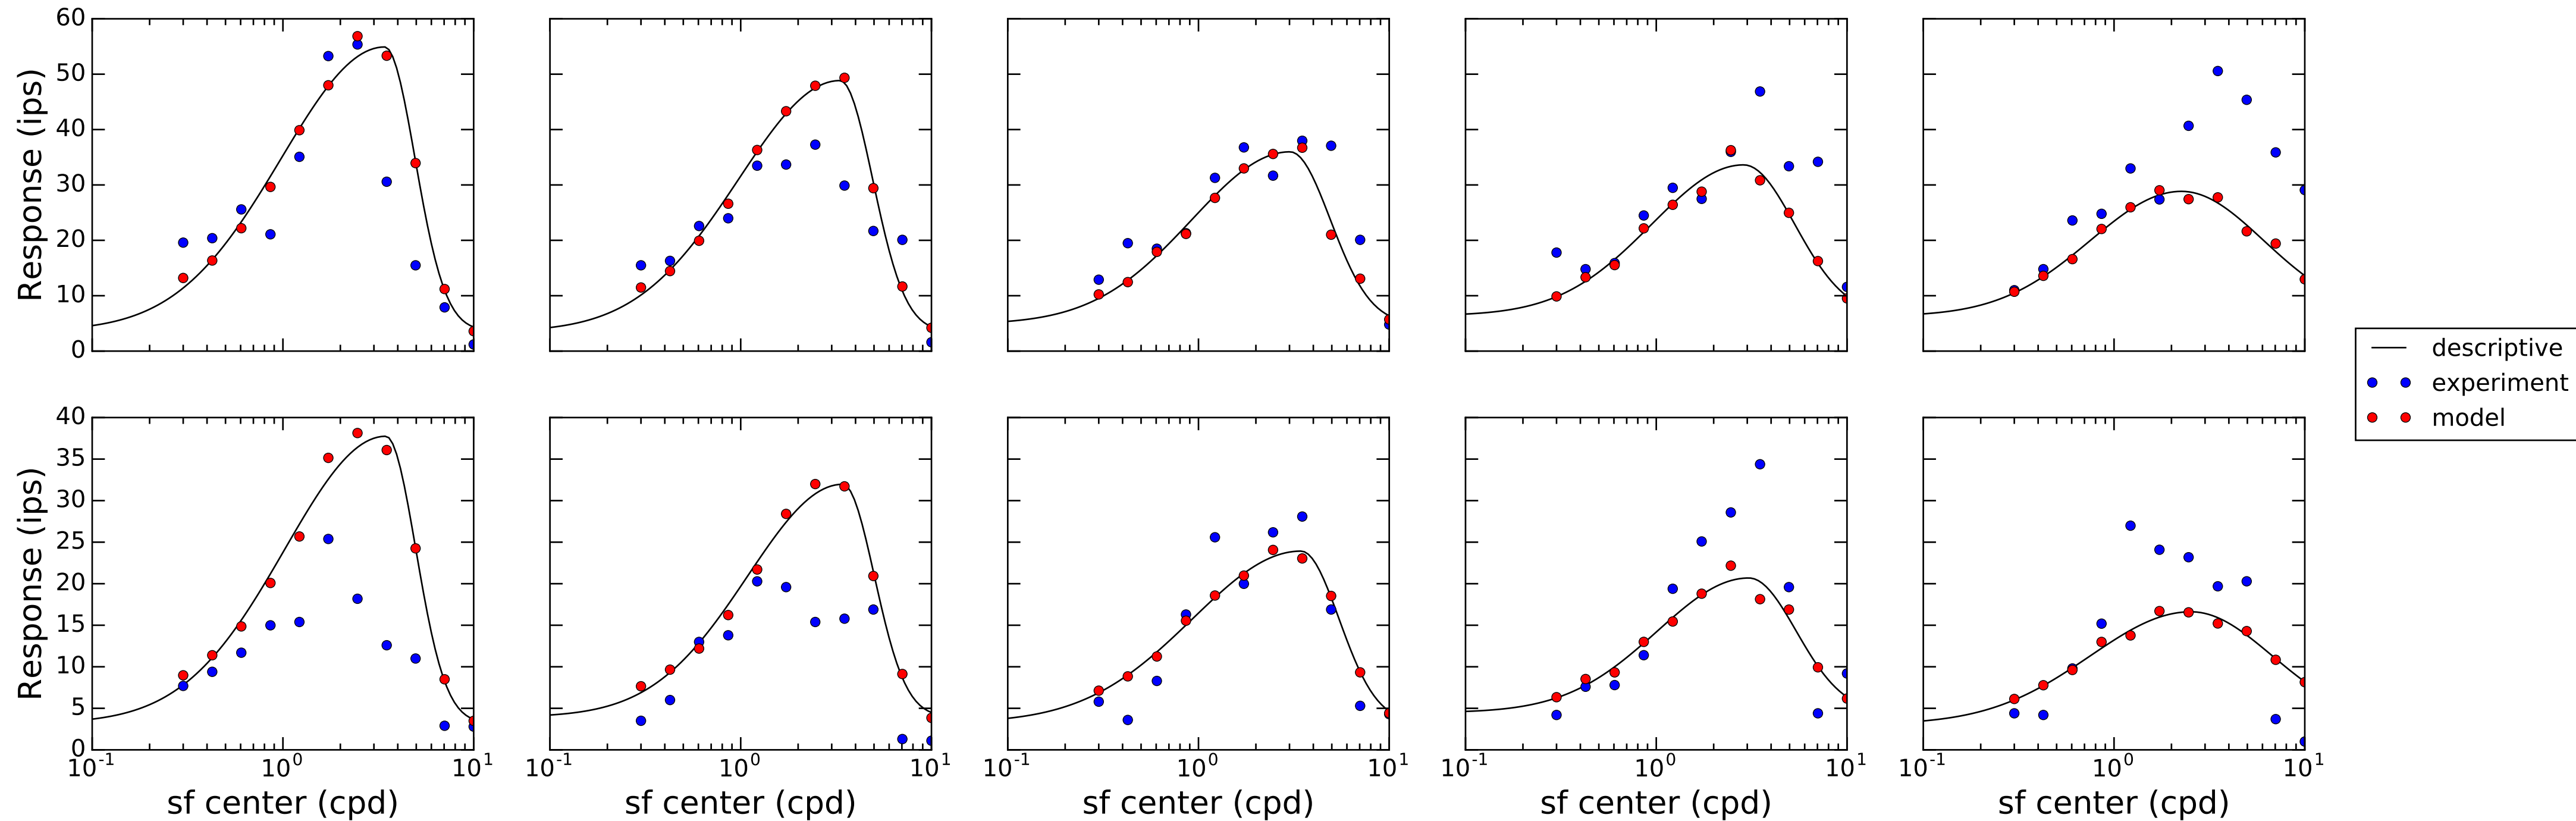 60
50
40
30
20
10
0
Response (ips)
40
35
30
25
20
15
10
5
0
Response (ips)
10⁻¹ 10⁰ 10¹
10⁻¹ 10⁰ 10¹
10⁻¹ 10⁰ 10¹
10⁻¹ 10⁰ 10¹
10⁻¹ 10⁰ 10¹
sf center (cpd)
sf center (cpd)
sf center (cpd)
sf center (cpd)
sf center (cpd)
descriptive
experiment
model